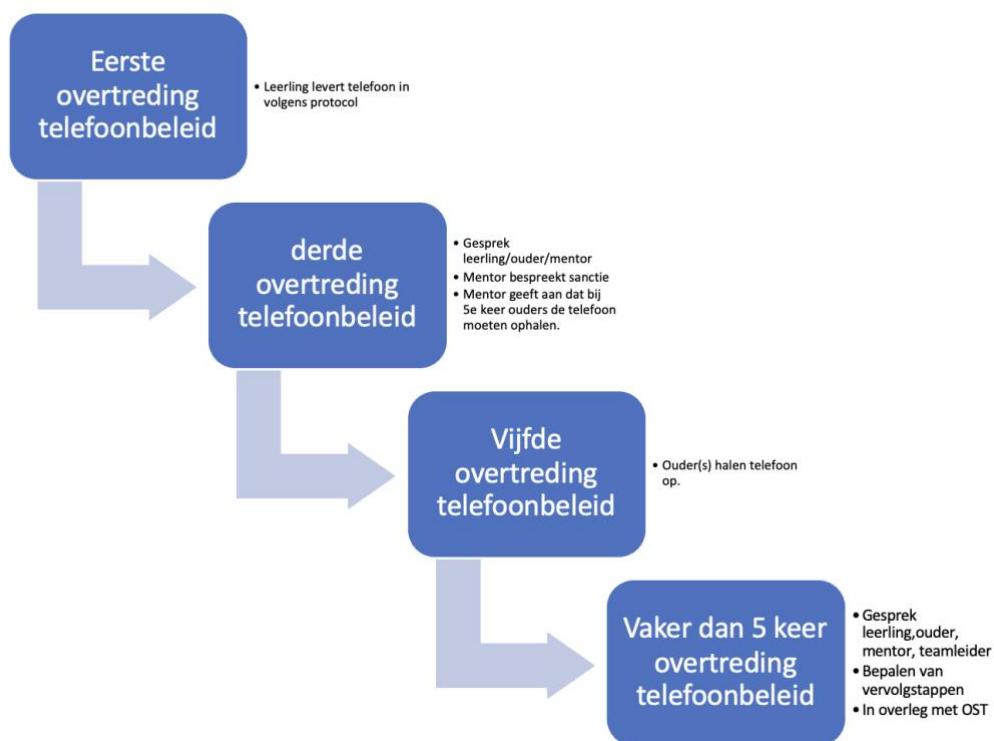 Eerste
overtreding
telefoonbeleid
• Leerling levert telefoon in
volgens protocol
derde
overtreding
telefoonbeleid
• Gesprek
leerling/ouder/mentor
• Mentor bespreekt sanctie
• Mentor geeft aan dat bij
5e keer ouders de telefoon
moeten ophalen.
Vijfde
overtreding
telefoonbeleid
• Ouder(s) halen telefoon
op.
Vaker dan 5 keer
overtreding
telefoonbeleid
• Gesprek
leerling,ouder,
mentor, teamleider
• Bepalen van
vervolgstappen
• In overleg met OST